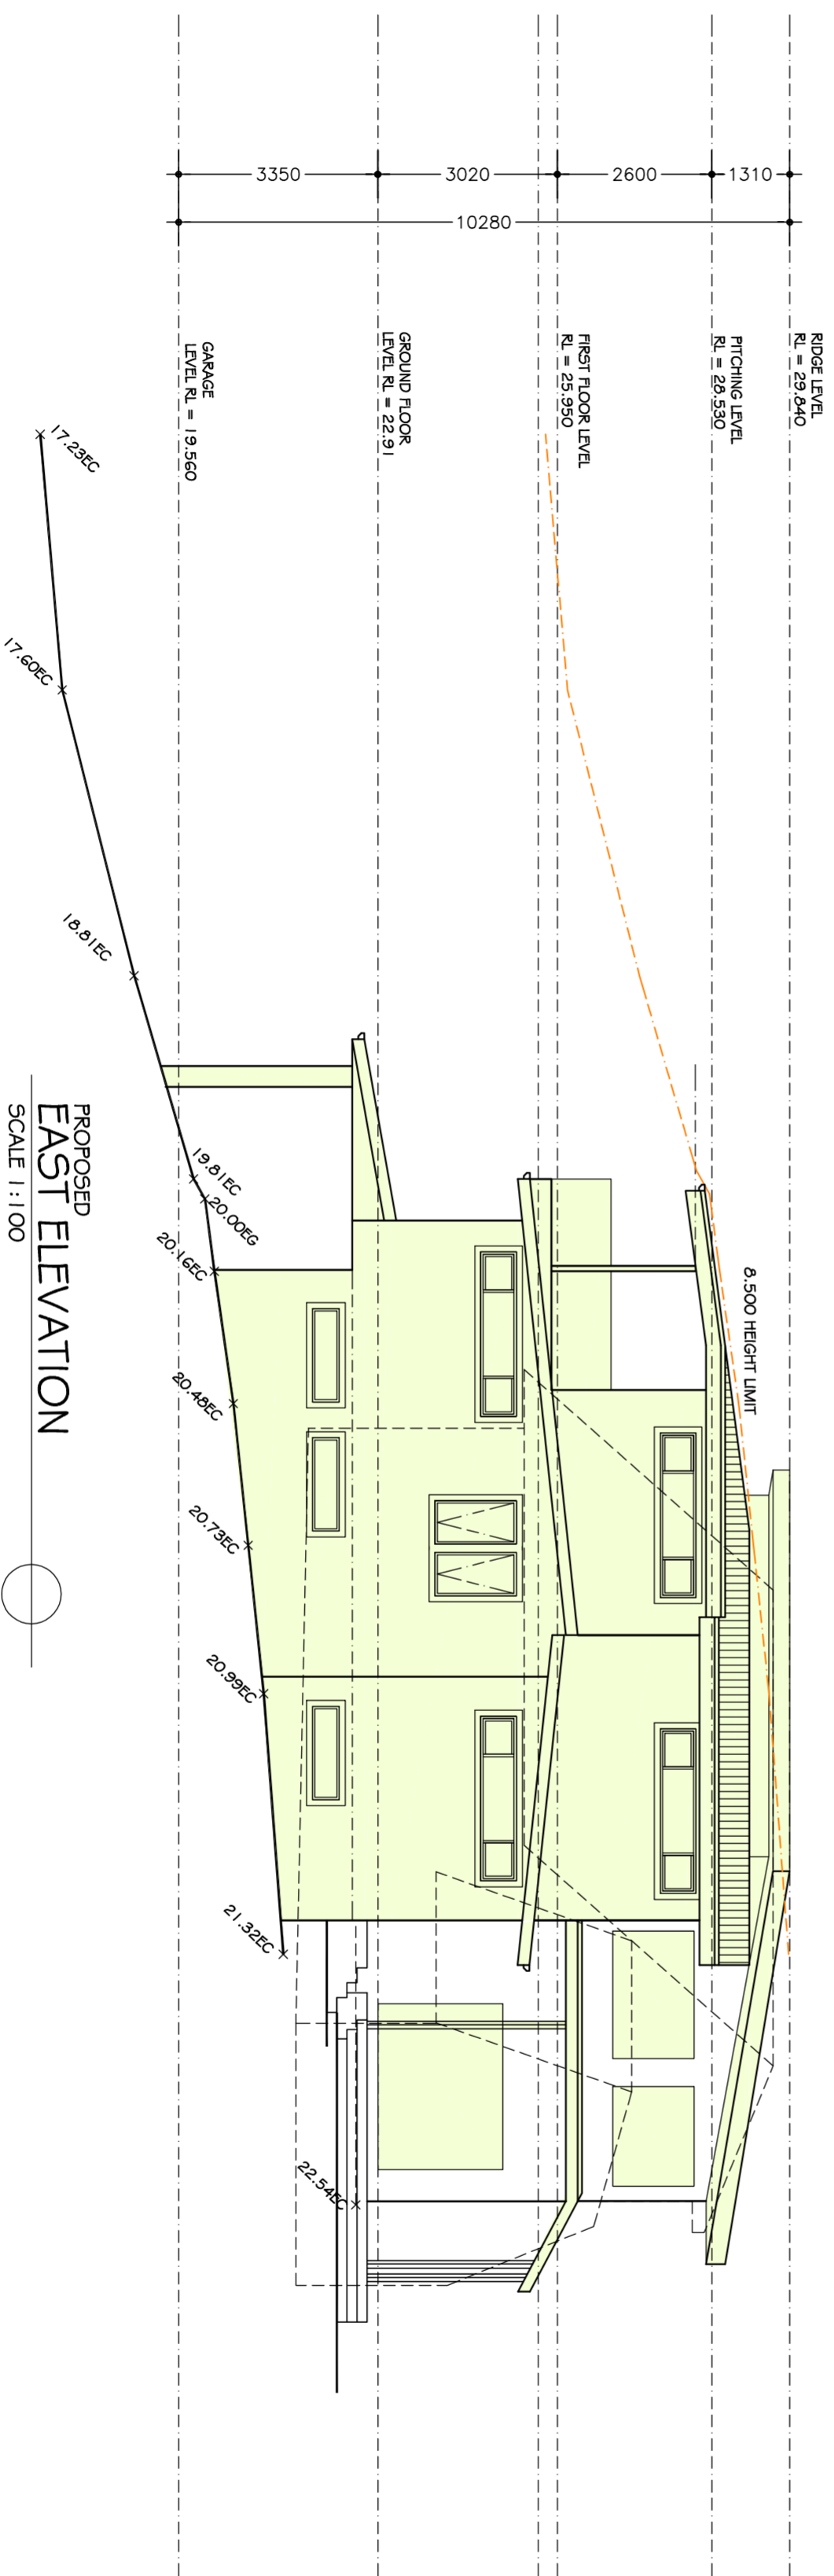 RIDGE LEVEL
RL = 29.840
PITCHING LEVEL
RL = 28.530
FIRST FLOOR LEVEL
RL = 25.950
GROUND FLOOR
LEVEL RL = 22.91
GARAGE
LEVEL RL = 19.560
1310
2600
3020
3350
10280
8.500 HEIGHT LIMIT
17.23EC
17.60EC
18.81EC
19.81EC
20.00EG
20.16EC
20.48EC
20.73EC
20.99EC
21.32EC
22.54EC
PROPOSED
EAST ELEVATION
SCALE 1:100